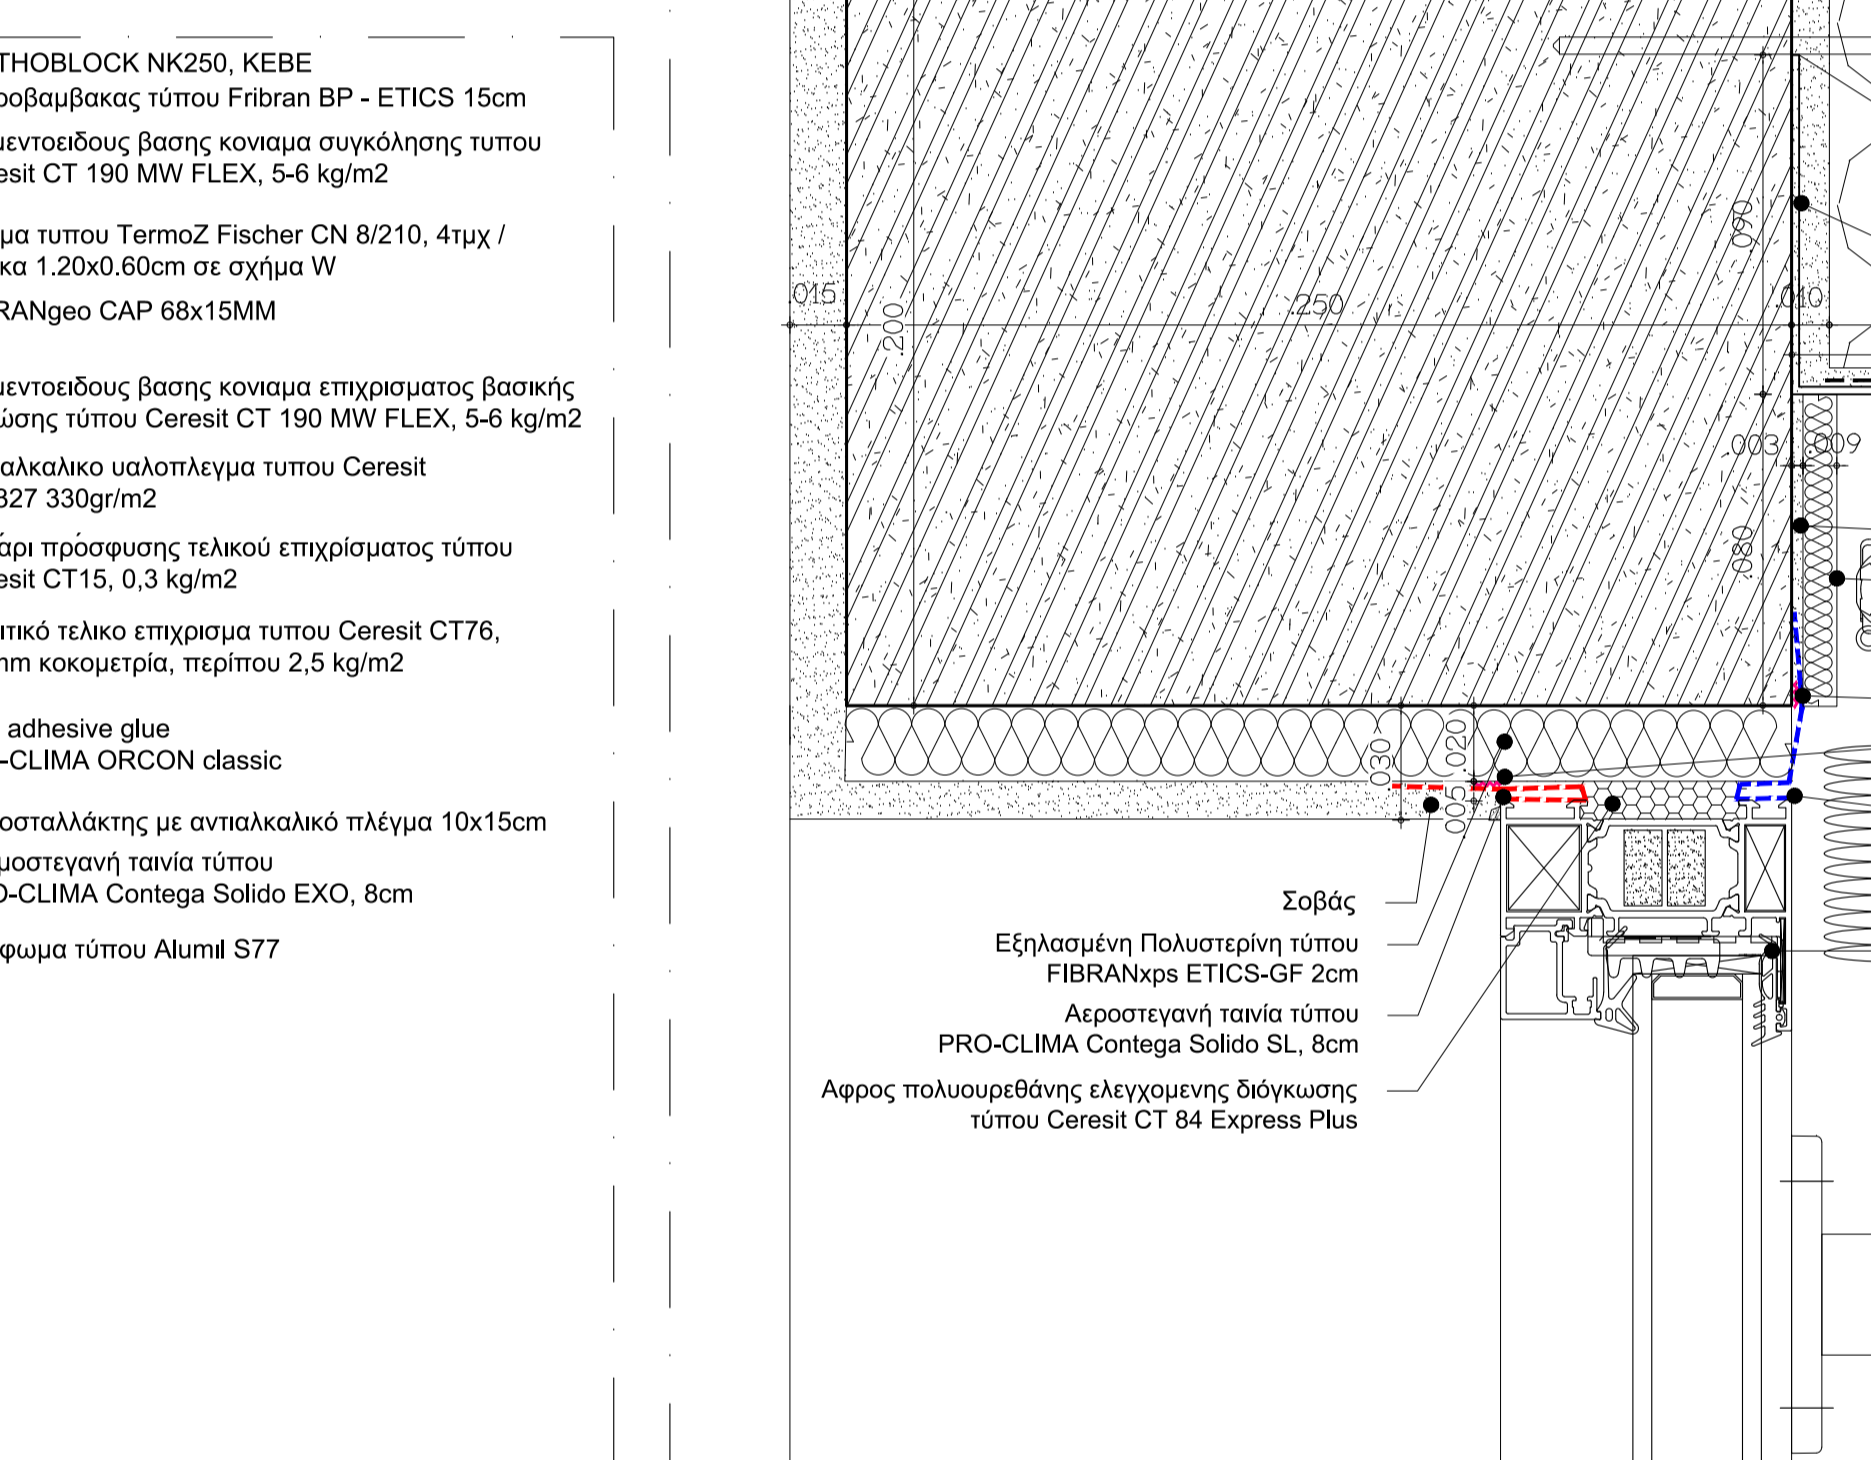 THOBLOCK NK250, KEBE
ροβαμβακας τύπου Fribran BP - ETICS 15cm
μεντοειδους βασης κονιαμα συγκόλησης τυπου
esit CT 190 MW FLEX, 5-6 kg/m2
μα τυπου TermoZ Fischer CN 8/210, 4τμχ /
κα 1.20x0.60cm σε σχήμα W
RANgeo CAP 68x15MM
μεντοειδους βασης κονιαμα επιχρισματος βασικής
ώσης τύπου Ceresit CT 190 MW FLEX, 5-6 kg/m2
αλκαλικο υαλοπλεγμα τυπου Ceresit
327 330gr/m2
άρι πρόσφυσης τελικού επιχρίσματος τύπου
esit CT15, 0,3 kg/m2
ιτικό τελικο επιχρισμα τυπου Ceresit CT76,
mm κοκομετρία, περίπου 2,5 kg/m2
adhesive glue
-CLIMA ORCON classic
οσταλλάκτης με αντιαλκαλικό πλέγμα 10x15cm
μοστεγανή ταινία τύπου
O-CLIMA Contega Solido EXO, 8cm
φωμα τύπου Alumil S77
.015
.200
.250
.090
.010
.003
.009
.080
.030
.020
.005
Σοβάς
Εξηλασμένη Πολυστερίνη τύπου
FIBRANxps ETICS-GF 2cm
Αεροστεγανή ταινία τύπου
PRO-CLIMA Contega Solido SL, 8cm
Αφρος πολυουρεθάνης ελεγχομενης διόγκωσης
τύπου Ceresit CT 84 Express Plus